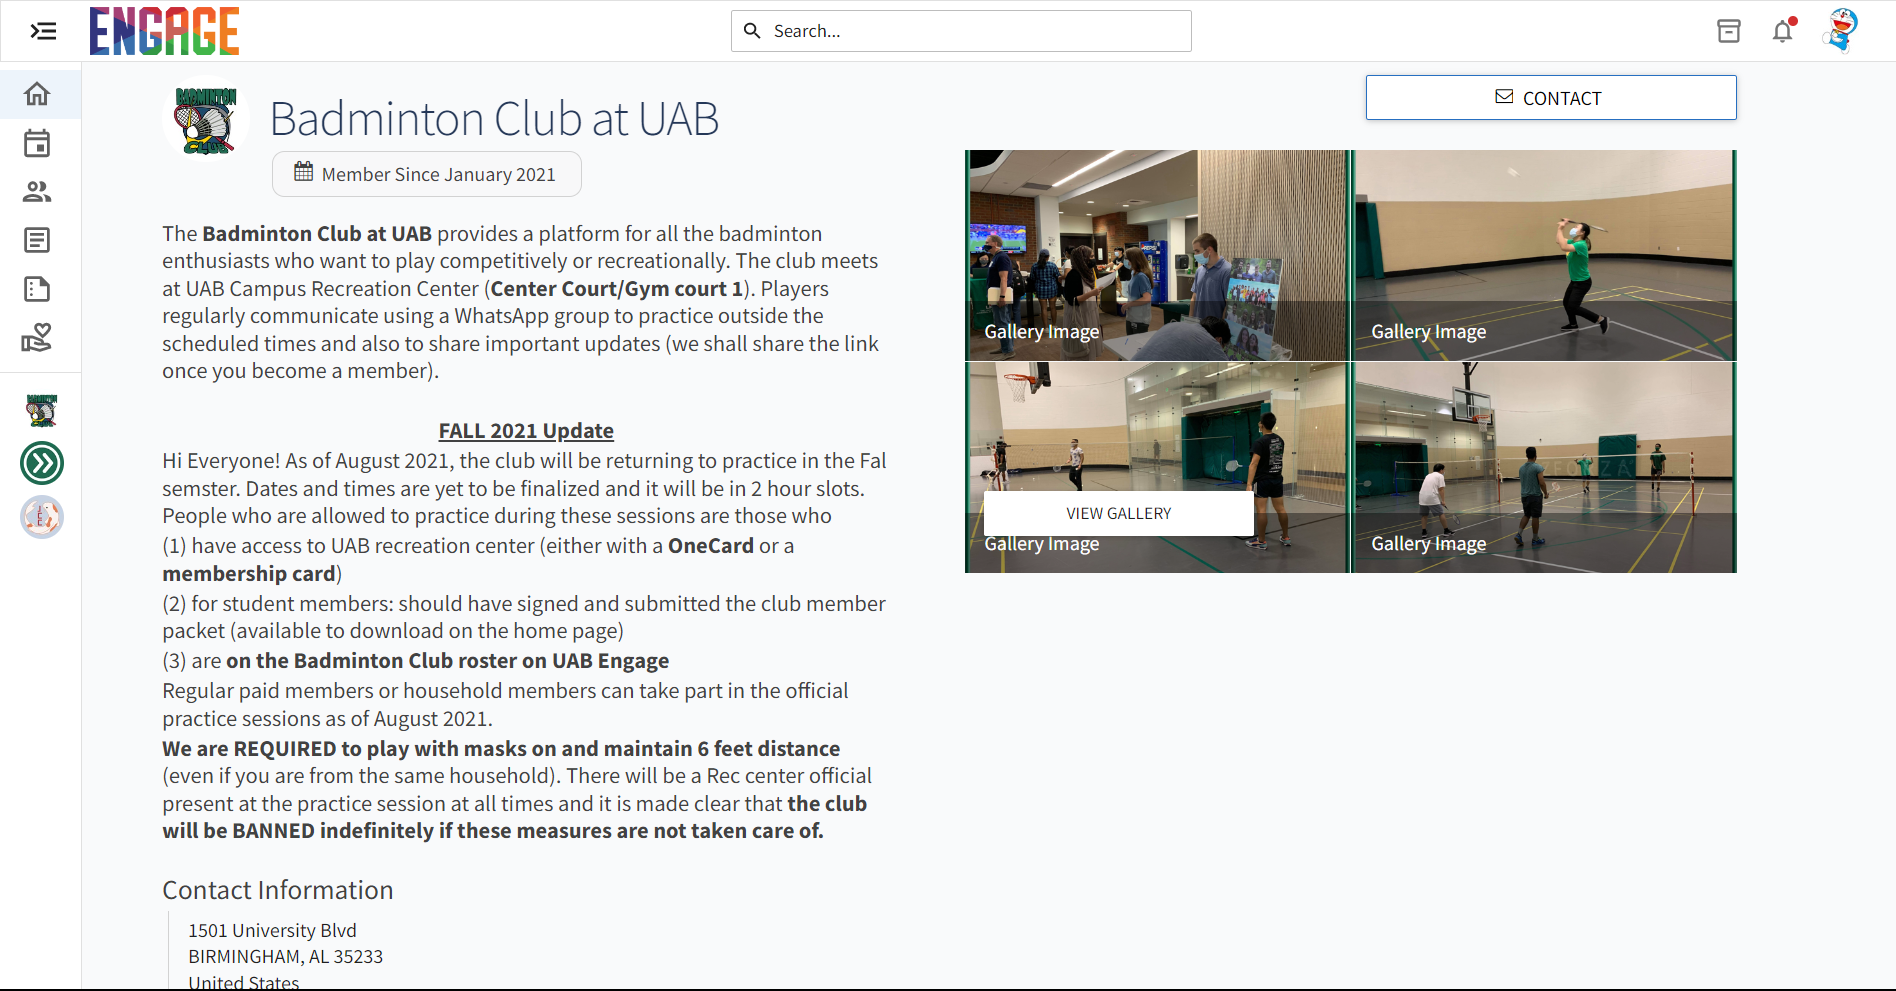 ENGAGE
Search...
BADMINTON
CLUB
Badminton Club at UAB
Member Since January 2021
CONTACT
The Badminton Club at UAB provides a platform for all the badminton
enthusiasts who want to play competitively or recreationally. The club meets
at UAB Campus Recreation Center (Center Court/Gym court 1). Players
regularly communicate using a WhatsApp group to practice outside the
scheduled times and also to share important updates (we shall share the link
once you become a member).
FALL 2021 Update
Hi Everyone! As of August 2021, the club will be returning to practice in the Fal
semster. Dates and times are yet to be finalized and it will be in 2 hour slots.
People who are allowed to practice during these sessions are those who
(1) have access to UAB recreation center (either with a OneCard or a
membership card)
(2) for student members: should have signed and submitted the club member
packet (available to download on the home page)
(3) are on the Badminton Club roster on UAB Engage
Regular paid members or household members can take part in the official
practice sessions as of August 2021.
We are REQUIRED to play with masks on and maintain 6 feet distance
(even if you are from the same household). There will be a Rec center official
present at the practice session at all times and it is made clear that the club
will be BANNED indefinitely if these measures are not taken care of.
Contact Information
1501 University Blvd
BIRMINGHAM, AL 35233
United States
Gallery Image
Gallery Image
VIEW GALLERY
Gallery Image
Gallery Image